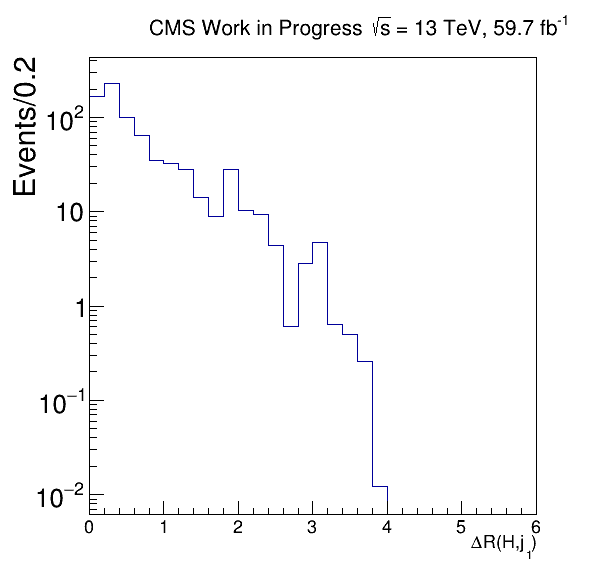 CMS Work in Progress √s = 13 TeV, 59.7 fb⁻¹
Events/0.2
10²
10
1
10⁻¹
10⁻²
0 1 2 3 4 5 6
ΔR(H,j₁)